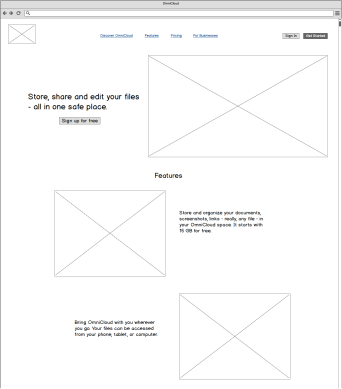 OmniCloud
Discover OmniCloud Features Pricing For Businesses Sign In Get Started
Store, share and edit your files
- all in one safe place.
Sign up for free
Features
Store and organize your documents,
screenshots, links - really, any file - in
your OmniCloud space. It starts with
15 GB for free.
Bring OmniCloud with you wherever
you go. Your files can be accessed
from your phone, tablet, or computer.